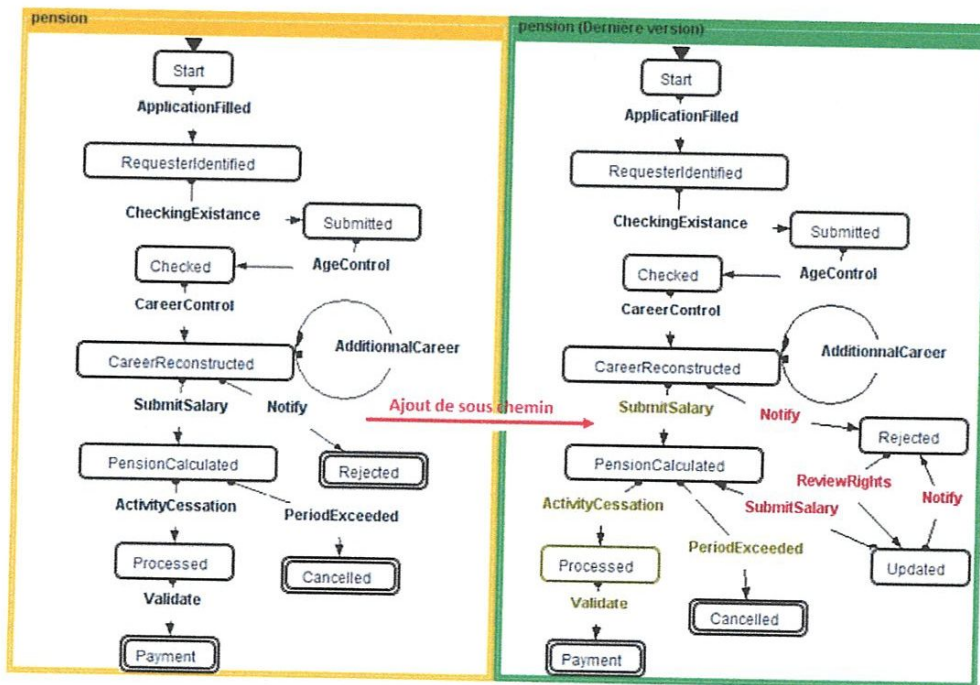 pension
Start
ApplicationFilled
RequesterIdentified
CheckingExistance
Submitted
Checked
AgeControl
CareerControl
AdditionnalCareer
CareerReconstructed
SubmitSalary
Notify
PensionCalculated
Rejected
ActivityCessation
PeriodExceeded
Processed
Cancelled
Validate
Payment
Ajout de sous chemin
pension (Dernière version)
Start
ApplicationFilled
RequesterIdentified
CheckingExistance
Submitted
Checked
AgeControl
CareerControl
AdditionnalCareer
CareerReconstructed
SubmitSalary
Notify
Rejected
PensionCalculated
ReviewRights
ActivityCessation
SubmitSalary
Notify
PeriodExceeded
Processed
Updated
Validate
Cancelled
Payment